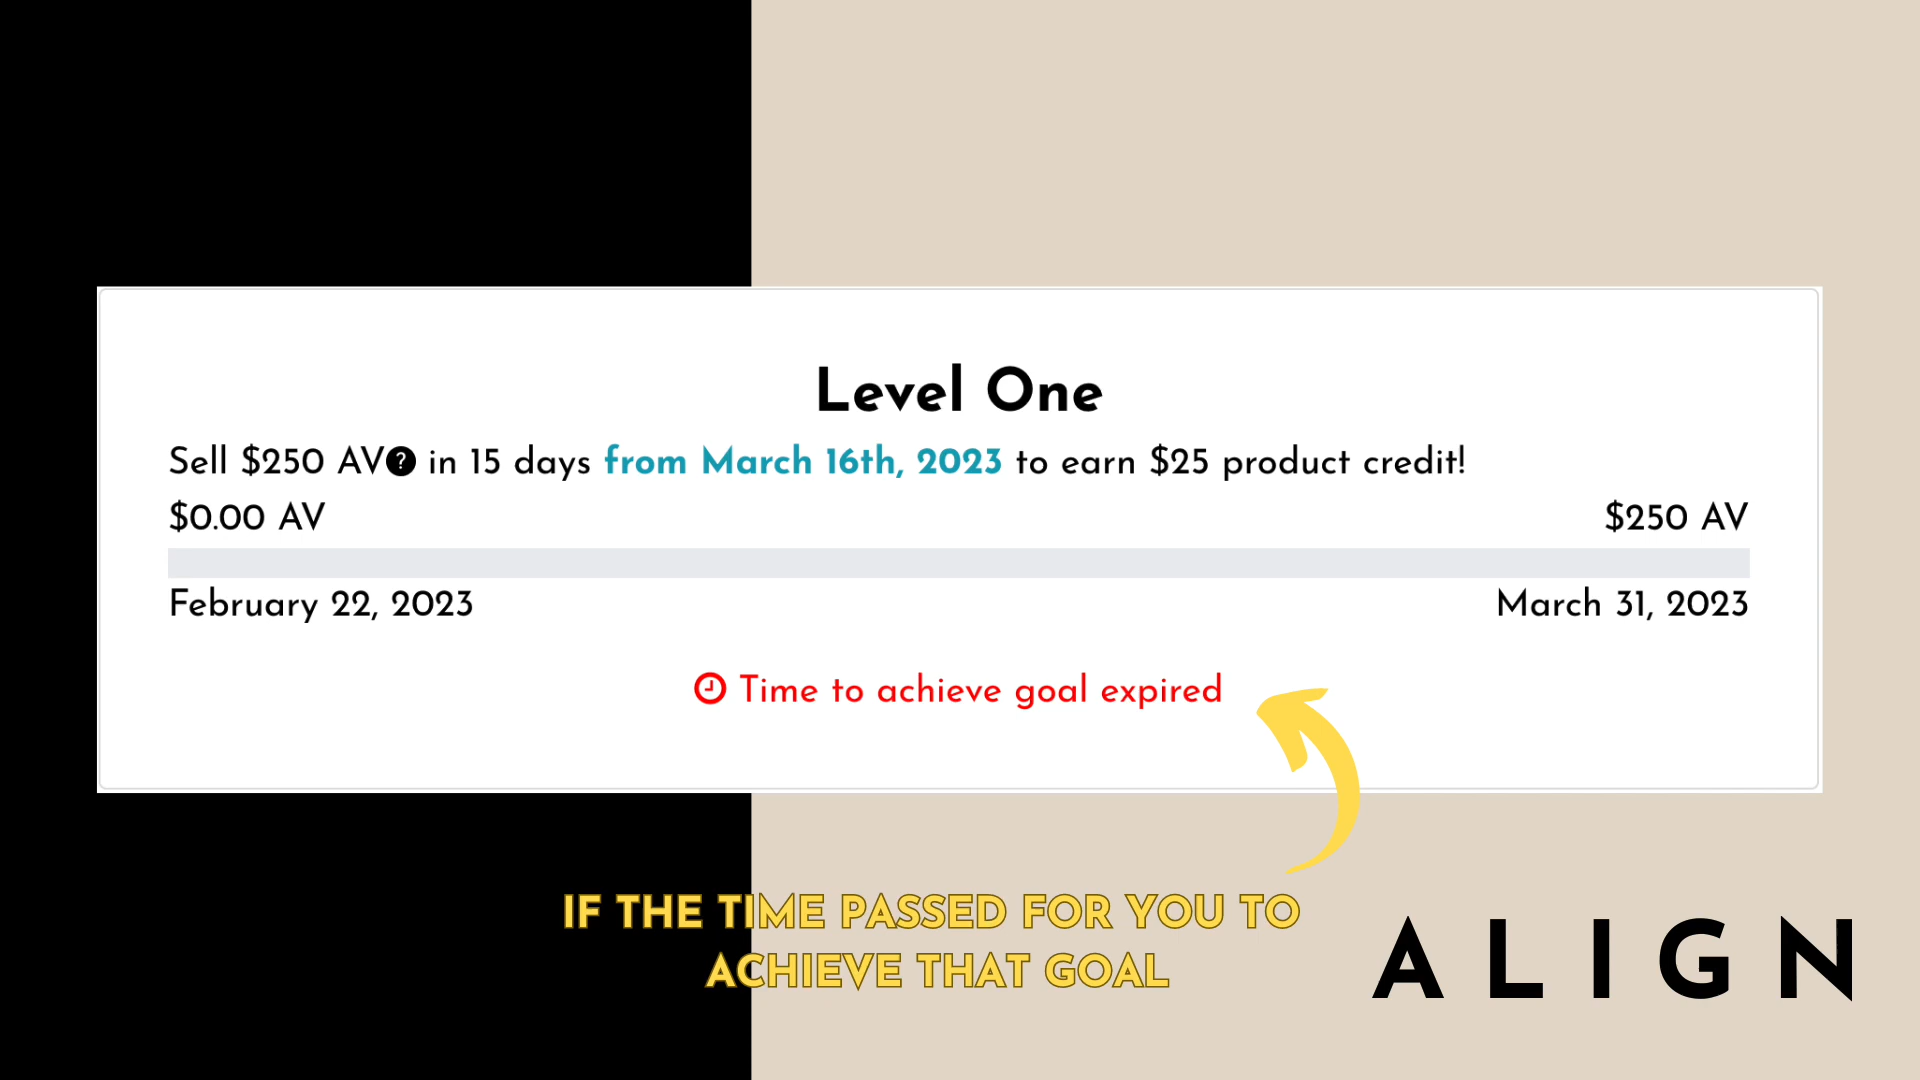 Level One
Sell $250 AV? in 15 days from March 16th, 2023 to earn $25 product credit!
$0.00 AV $250 AV
February 22, 2023 March 31, 2023
Time to achieve goal expired
IF THE TIME PASSED FOR YOU TO
ACHIEVE THAT GOAL
ALIGN